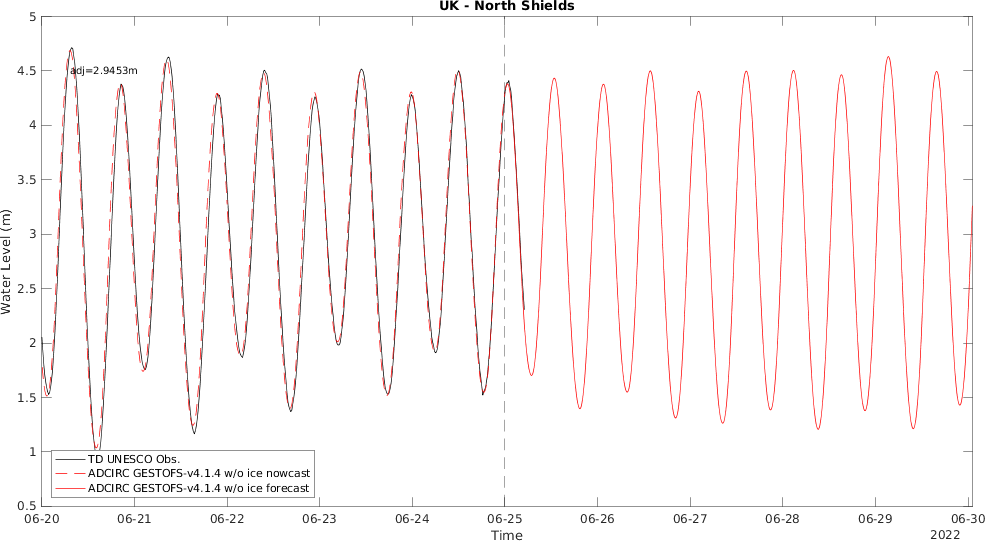 UK - North Shields
5
4.5
4
3.5
3
2.5
2
1.5
1
0.5
Water Level (m)
adj=2.9453m
TD UNESCO Obs.
ADCIRC GESTOFS-v4.1.4 w/o ice nowcast
ADCIRC GESTOFS-v4.1.4 w/o ice forecast
06-20 06-21 06-22 06-23 06-24 06-25 06-26 06-27 06-28 06-29 06-30
Time
2022